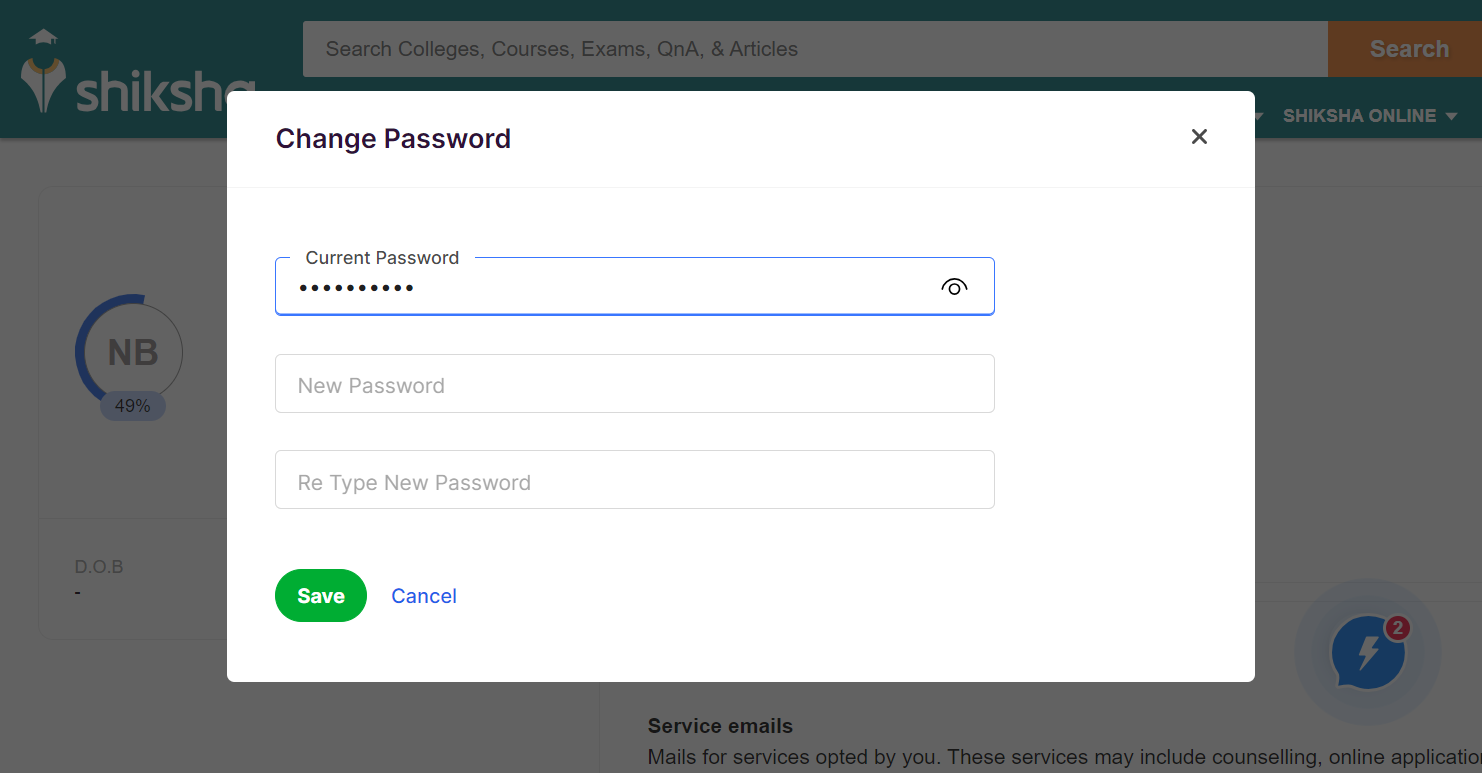 shiksha
Search Colleges, Courses, Exams, QnA, & Articles
Search
SHIKSHA ONLINE
Change Password
Current Password
••••••••••
New Password
Re Type New Password
Save
Cancel
NB
49%
D.O.B
-
2
Service emails
Mails for services opted by you. These services may include counselling, online